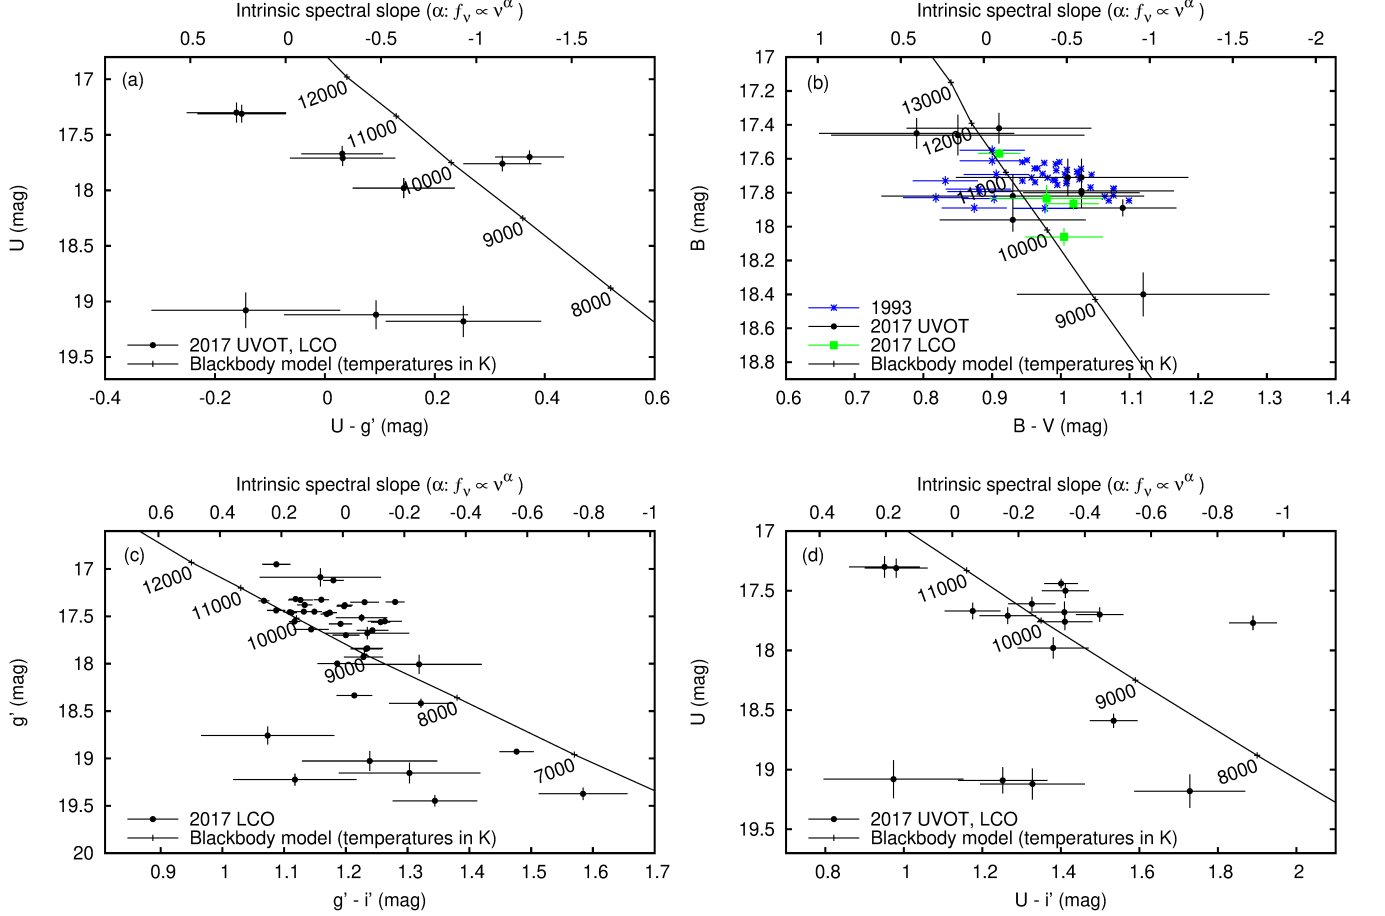 Intrinsic spectral slope (α: fν ∝ ν^α )
0.5 0 -0.5 -1 -1.5
(a)
17
17.5
18
18.5
19
19.5
U (mag)
12000
11000
10000
9000
8000
2017 UVOT, LCO
Blackbody model (temperatures in K)
-0.4 -0.2 0 0.2 0.4 0.6
U - g' (mag)
Intrinsic spectral slope (α: fν ∝ ν^α )
1 0.5 0 -0.5 -1 -1.5 -2
(b)
17
17.2
17.4
17.6
17.8
18
18.2
18.4
18.6
18.8
B (mag)
13000
12000
11000
10000
9000
1993
2017 UVOT
2017 LCO
Blackbody model (temperatures in K)
0.6 0.7 0.8 0.9 1 1.1 1.2 1.3 1.4
B - V (mag)
Intrinsic spectral slope (α: fν ∝ ν^α )
0.6 0.4 0.2 0 -0.2 -0.4 -0.6 -0.8 -1
(c)
17
17.5
18
18.5
19
19.5
20
g' (mag)
12000
11000
10000
9000
8000
7000
2017 LCO
Blackbody model (temperatures in K)
0.9 1 1.1 1.2 1.3 1.4 1.5 1.6 1.7
g' - i' (mag)
Intrinsic spectral slope (α: fν ∝ ν^α )
0.4 0.2 0 -0.2 -0.4 -0.6 -0.8 -1
(d)
17
17.5
18
18.5
19
19.5
U (mag)
11000
10000
9000
8000
2017 UVOT, LCO
Blackbody model (temperatures in K)
0.8 1 1.2 1.4 1.6 1.8 2
U - i' (mag)